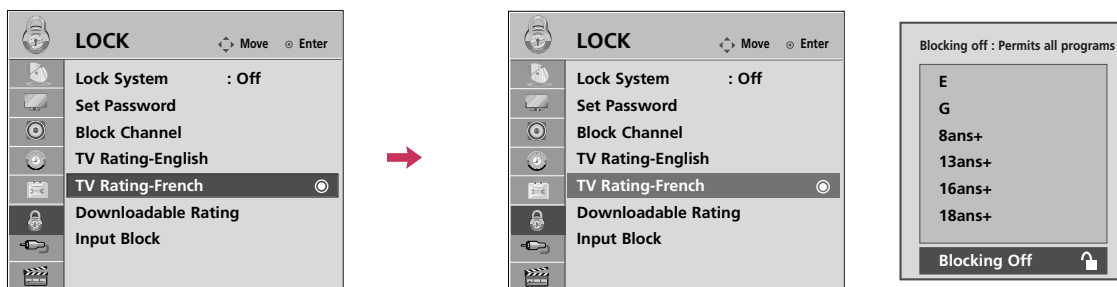 LOCK
Move
Enter
Lock System : Off
Set Password
Block Channel
TV Rating-English
TV Rating-French
Downloadable Rating
Input Block
LOCK
Move
Enter
Lock System : Off
Set Password
Block Channel
TV Rating-English
TV Rating-French
Downloadable Rating
Input Block
Blocking off : Permits all programs
E
G
8ans+
13ans+
16ans+
18ans+
Blocking Off